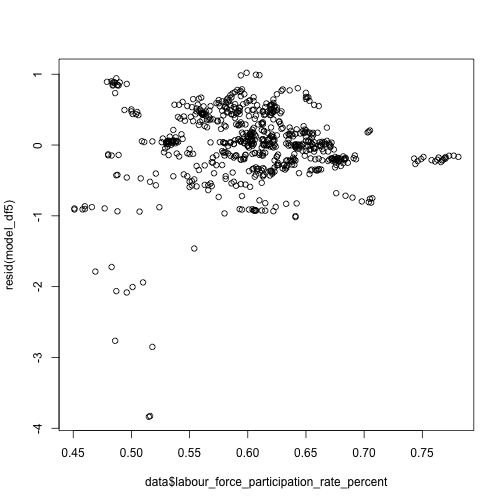 resid(model_df5)
1
0
-1
-2
-3
-4
0.45 0.50 0.55 0.60 0.65 0.70 0.75
data$labour_force_participation_rate_percent